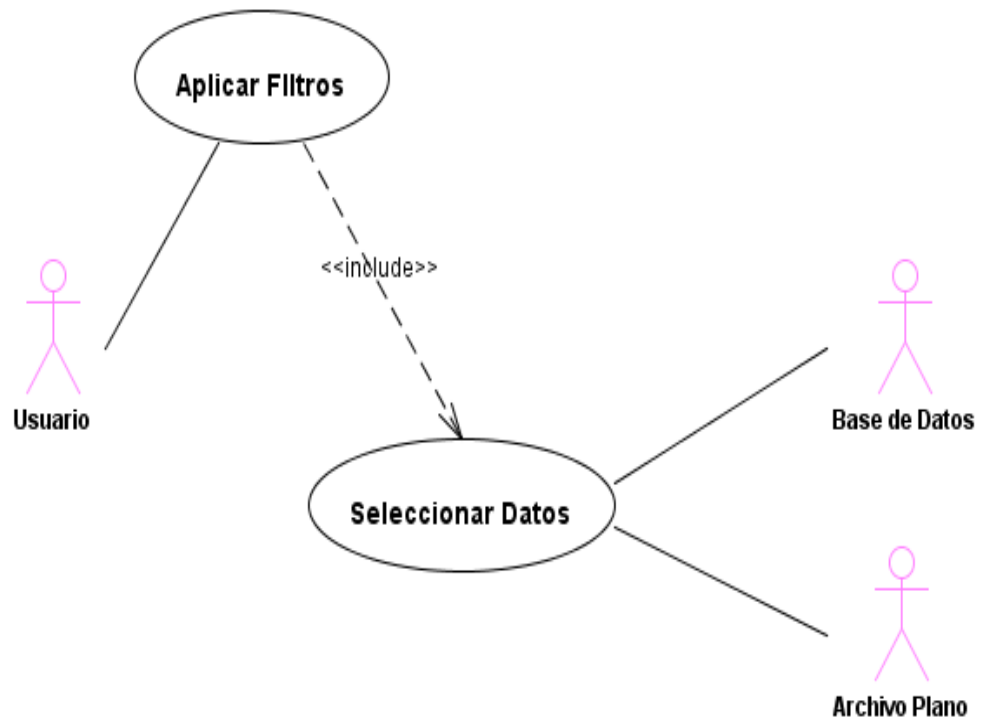 Aplicar FIltros
<<include>>
Usuario
Base de Datos
Seleccionar Datos
Archivo Plano